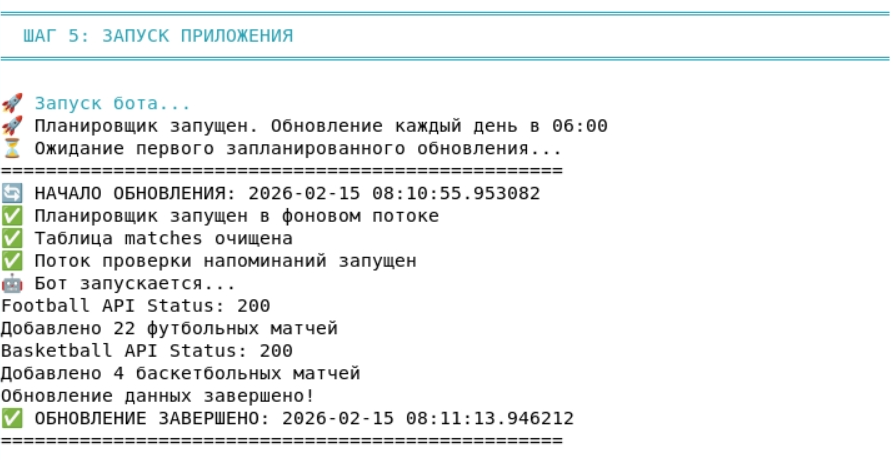 ШАГ 5: ЗАПУСК ПРИЛОЖЕНИЯ
🚀 Запуск бота...
🚀 Планировщик запущен. Обновление каждый день в 06:00
⏳ Ожидание первого запланированного обновления...
==================================================
🔄 НАЧАЛО ОБНОВЛЕНИЯ: 2026-02-15 08:10:55.953082
✅ Планировщик запущен в фоновом потоке
✅ Таблица matches очищена
✅ Поток проверки напоминаний запущен
🤖 Бот запускается...
Football API Status: 200
Добавлено 22 футбольных матчей
Basketball API Status: 200
Добавлено 4 баскетбольных матчей
Обновление данных завершено!
✅ ОБНОВЛЕНИЕ ЗАВЕРШЕНО: 2026-02-15 08:11:13.946212
==================================================